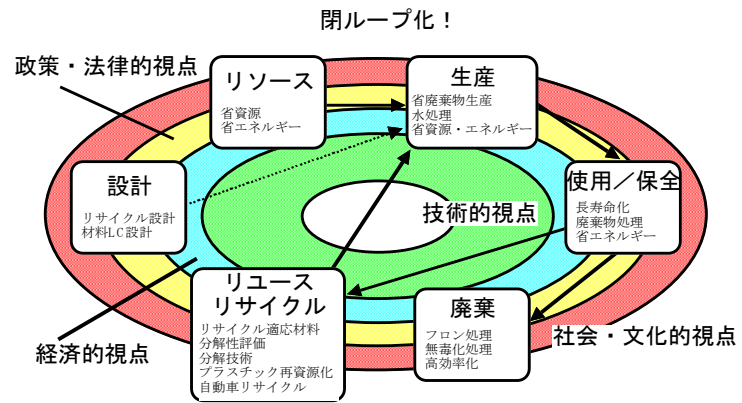 閉ループ化！
政策・法律的視点
リソース
省資源
省エネルギー
生産
省廃棄物生産
水処理
省資源・エネルギー
設計
リサイクル設計
材料LC設計
使用／保全
長寿命化
廃棄物処理
省エネルギー
技術的視点
リユース
リサイクル
リサイクル適応材料
分解性評価
分解技術
プラスチック再資源化
自動車リサイクル
廃棄
フロン処理
無毒化処理
高効率化
経済的視点
社会・文化的視点